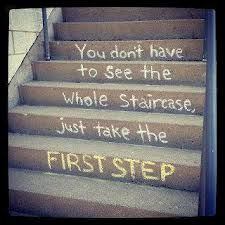 You don't have
to see the
Whole Staircase,
just take the
FIRST STEP